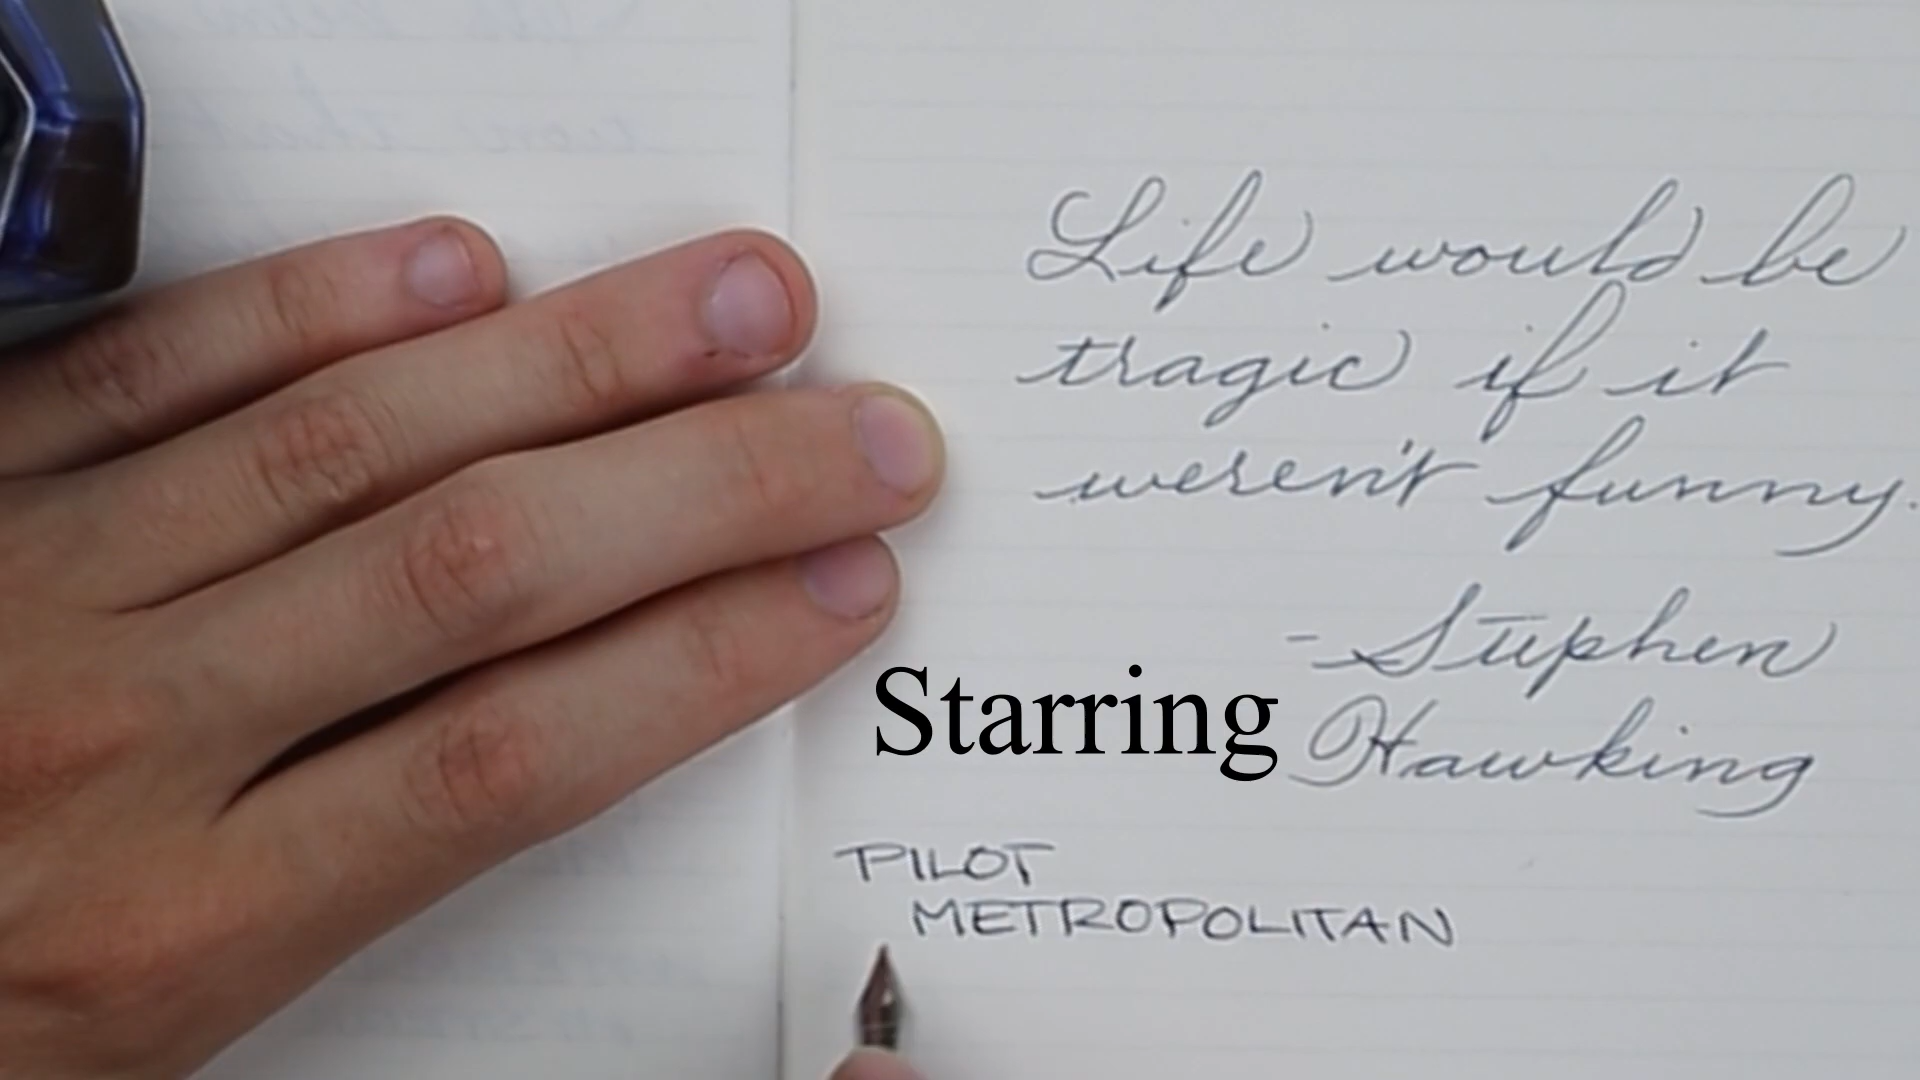 Life would be
tragic if it
weren't funny.
-Stephen
Hawking
Starring
PILOT
METROPOLITAN